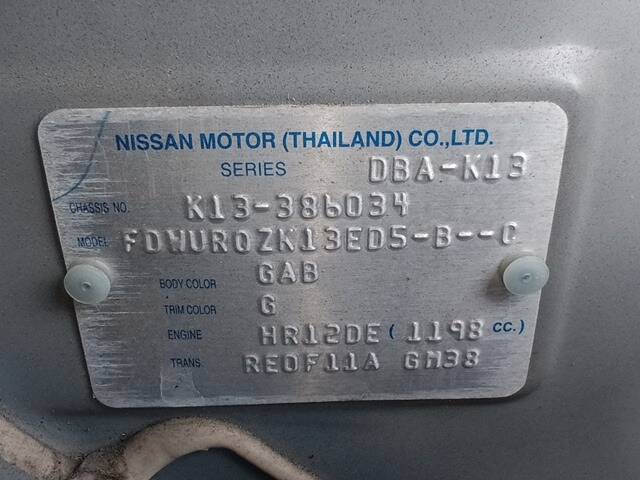 NISSAN MOTOR (THAILAND) CO.,LTD.
SERIES DBA-K13
CHASSIS NO. K13-386034
MODEL FDWUR0ZK13ED5-B--C
BODY COLOR GAB
TRIM COLOR G
ENGINE HR12DE ( 1198 CC.)
TRANS RE0F11A GM38